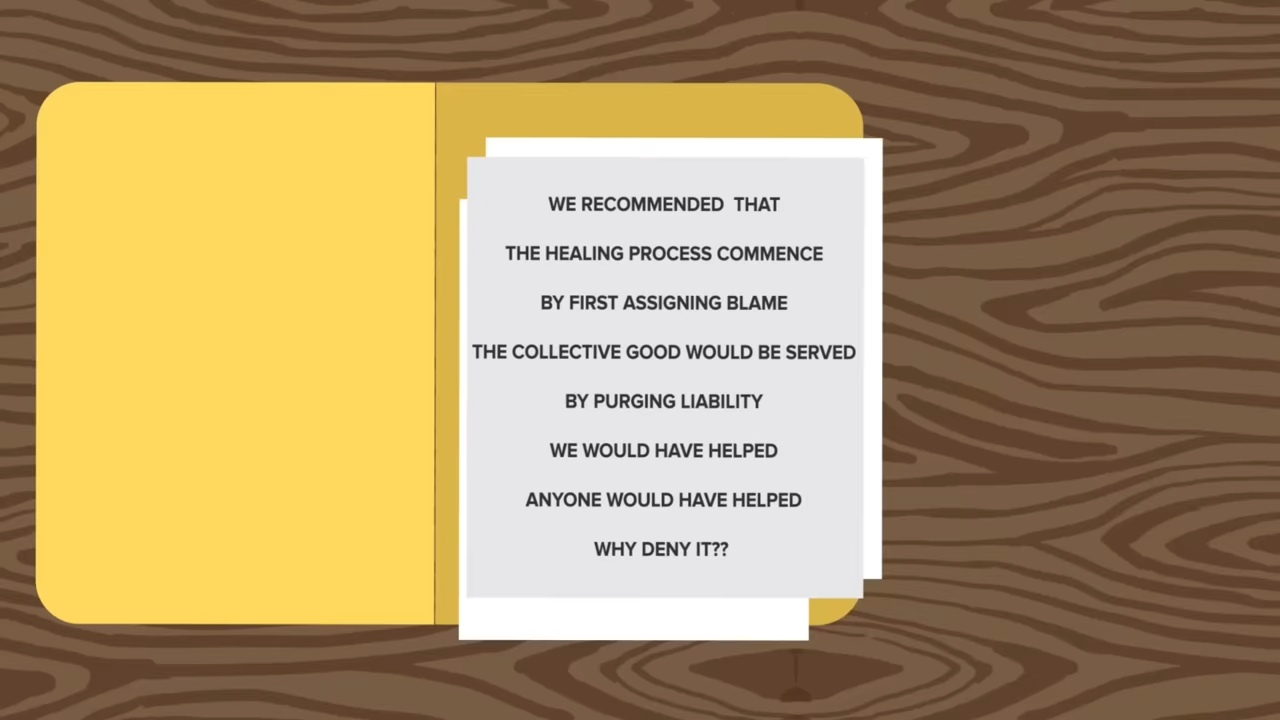 WE RECOMMENDED  THAT
THE HEALING PROCESS COMMENCE
BY FIRST ASSIGNING BLAME
THE COLLECTIVE GOOD WOULD BE SERVED
BY PURGING LIABILITY
WE WOULD HAVE HELPED
ANYONE WOULD HAVE HELPED
WHY DENY IT??